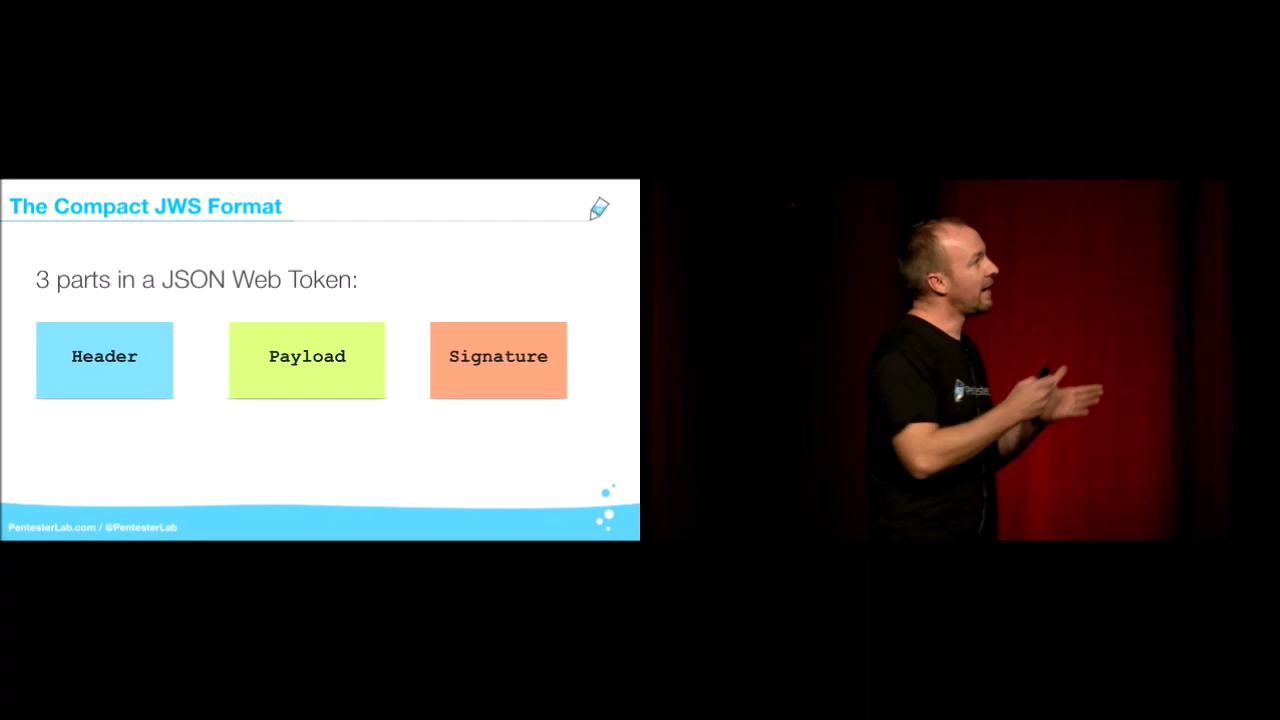 The Compact JWS Format
3 parts in a JSON Web Token:
Header Payload Signature
PentesterLab.com / @PentesterLab